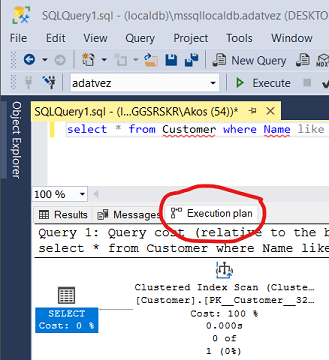 SQLQuery1.sql - (localdb)\mssqllocaldb.adatvez (DESKTO
File Edit View Query Project Tools Window
New Query
adatvez Execute
Object Explorer
SQLQuery1.sql - (l...GGSRSKR\Akos (54))*
select * from Customer where Name like
100 %
Results Messages Execution plan
Query 1: Query cost (relative to the b
select * from Customer where Name like
Clustered Index Scan (Cluste…
[Customer].[PK__Customer__32…
SELECT
Cost: 0 %
Cost: 100 %
0.000s
0 of
1 (0%)